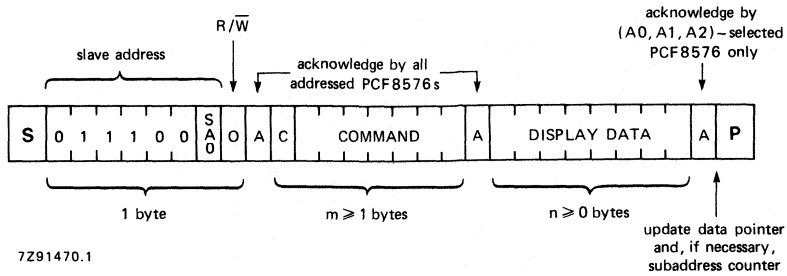 R/W̅
acknowledge by
(A0, A1, A2) – selected
PCF8576 only
slave address
acknowledge by all
addressed PCF8576s
S 0 1 1 1 0 0 SA0 0 A C COMMAND A DISPLAY DATA A P
1 byte
m ⩾ 1 bytes
n ⩾ 0 bytes
update data pointer
and, if necessary,
subaddress counter
7Z91470.1